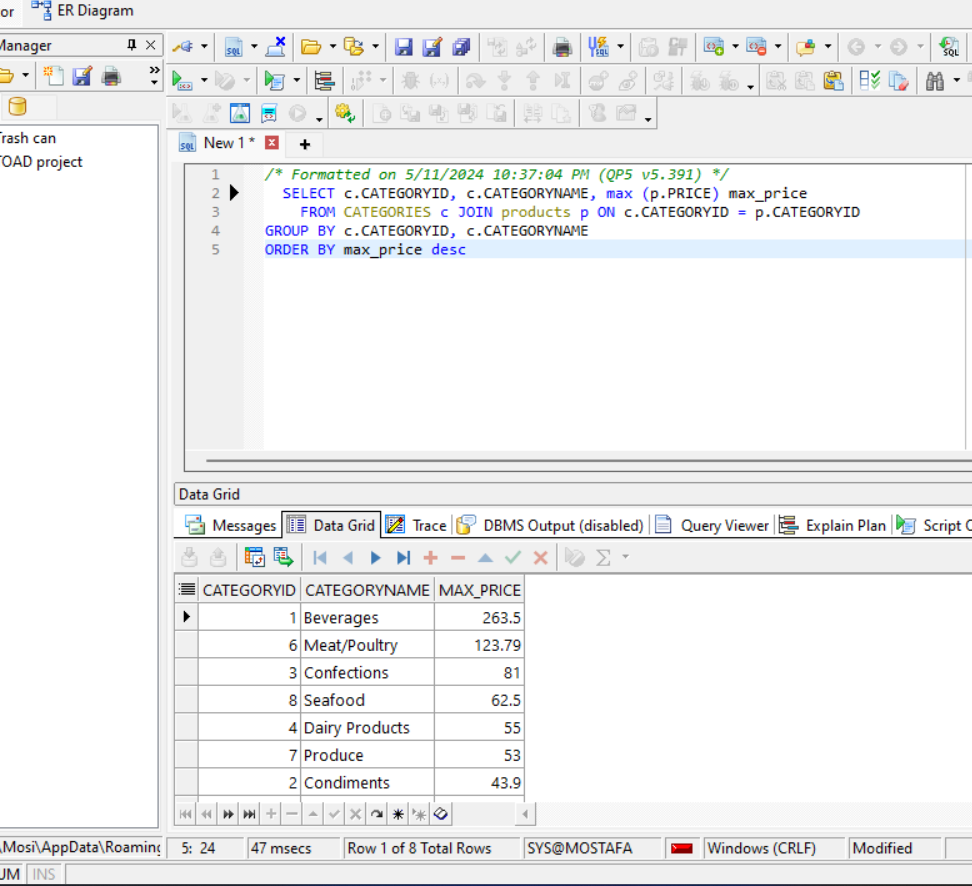 or ER Diagram
Manager
New 1 *
Trash can
TOAD project
1 /* Formatted on 5/11/2024 10:37:04 PM (QP5 v5.391) */
2 SELECT c.CATEGORYID, c.CATEGORYNAME, max (p.PRICE) max_price
3 FROM CATEGORIES c JOIN products p ON c.CATEGORYID = p.CATEGORYID
4 GROUP BY c.CATEGORYID, c.CATEGORYNAME
5 ORDER BY max_price desc
Data Grid
Messages Data Grid Trace DBMS Output (disabled) Query Viewer Explain Plan Script O
CATEGORYID CATEGORYNAME MAX_PRICE
1 Beverages 263.5
6 Meat/Poultry 123.79
3 Confections 81
8 Seafood 62.5
4 Dairy Products 55
7 Produce 53
2 Condiments 43.9
\Mosi\AppData\Roaming 5: 24 47 msecs Row 1 of 8 Total Rows SYS@MOSTAFA Windows (CRLF) Modified
UM INS